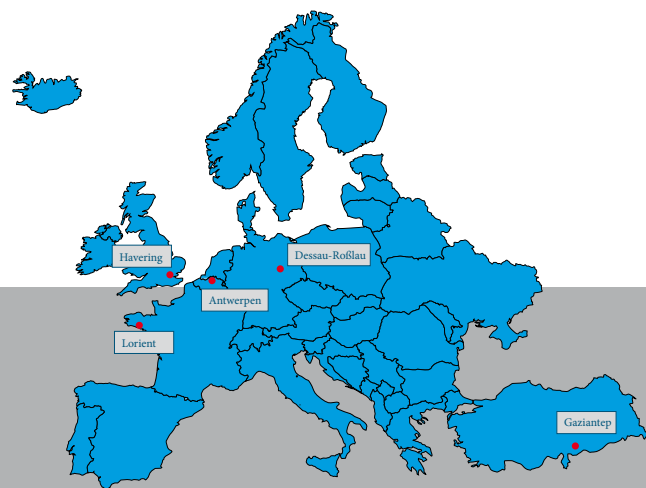 Havering
Dessau-Roßlau
Antwerpen
Lorient
Gaziantep